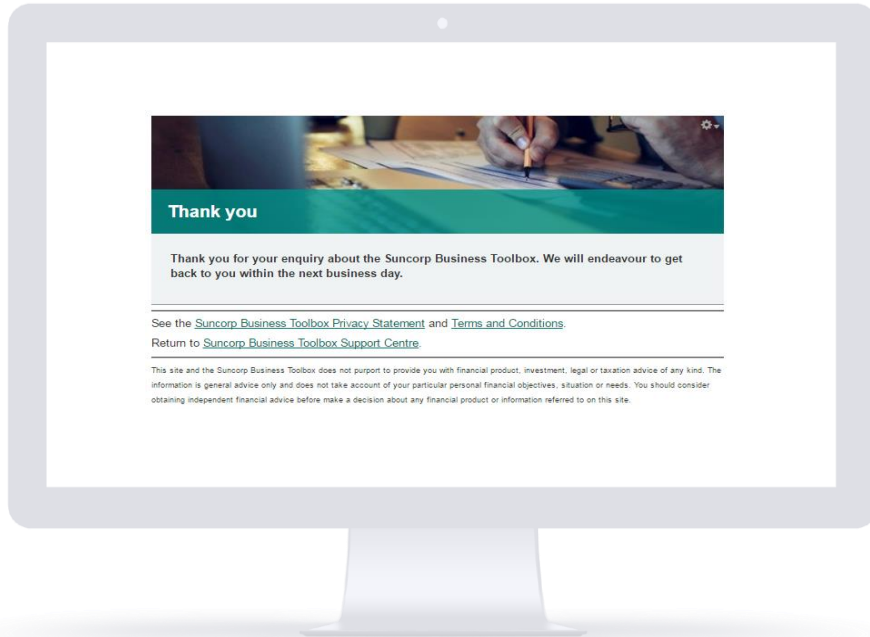 Thank you
Thank you for your enquiry about the Suncorp Business Toolbox. We will endeavour to get
back to you within the next business day.
See the Suncorp Business Toolbox Privacy Statement and Terms and Conditions.
Return to Suncorp Business Toolbox Support Centre.
This site and the Suncorp Business Toolbox does not purport to provide you with financial product, investment, legal or taxation advice of any kind. The
information is general advice only and does not take account of your particular personal financial objectives, situation or needs. You should consider
obtaining independent financial advice before make a decision about any financial product or information referred to on this site.